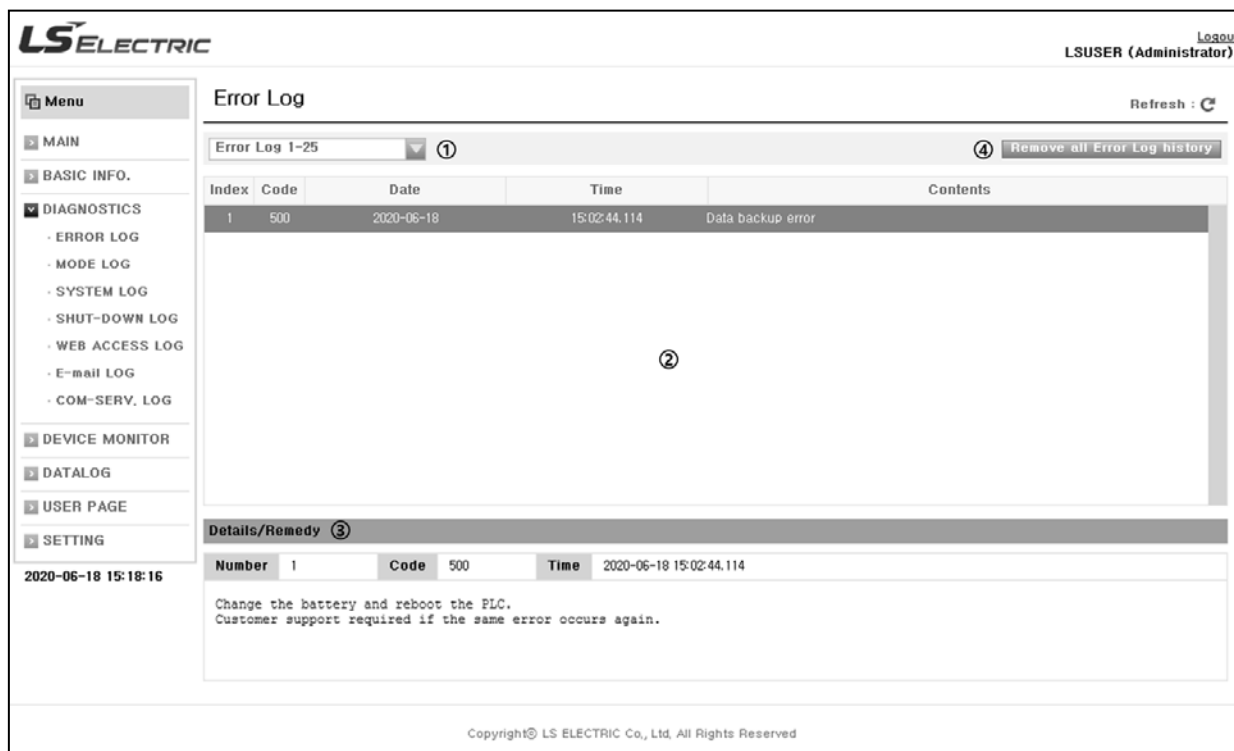 LS ELECTRIC
Logou
LSUSER (Administrator)
Menu
MAIN
BASIC INFO.
DIAGNOSTICS
· ERROR LOG
· MODE LOG
· SYSTEM LOG
· SHUT-DOWN LOG
· WEB ACCESS LOG
· E-mail LOG
· COM-SERV. LOG
DEVICE MONITOR
DATALOG
USER PAGE
SETTING
2020-06-18 15:18:16
Error Log
Refresh :
Error Log 1-25 ① ④ Remove all Error Log history
Index Code Date Time Contents
1 500 2020-06-18 15:02:44.114 Data backup error
②
Details/Remedy ③
Number 1 Code 500 Time 2020-06-18 15:02:44.114
Change the battery and reboot the PLC.
Customer support required if the same error occurs again.
Copyright© LS ELECTRIC Co., Ltd, All Rights Reserved